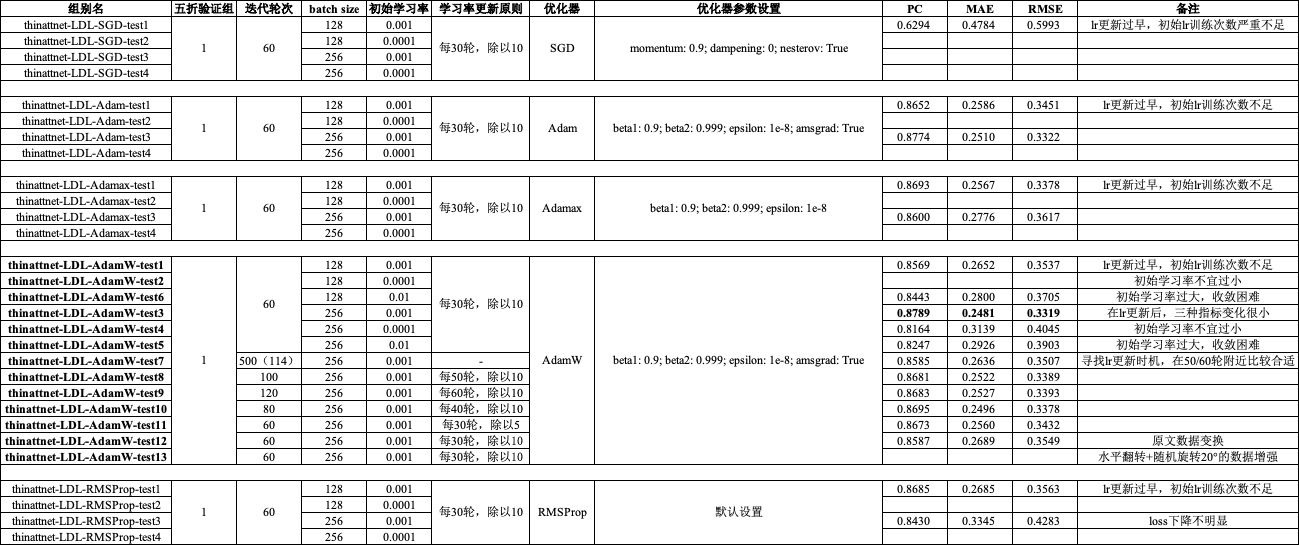 组别名 五折验证组 迭代轮次 batch size 初始学习率 学习率更新原则 优化器 优化器参数设置 PC MAE RMSE 备注
thinattnet-LDL-SGD-test1 1 60 128 0.001 每30轮，除以10 SGD momentum: 0.9; dampening: 0; nesterov: True 0.6294 0.4784 0.5993 lr更新过早，初始lr训练次数严重不足
thinattnet-LDL-SGD-test2 128 0.0001
thinattnet-LDL-SGD-test3 256 0.001
thinattnet-LDL-SGD-test4 256 0.0001
thinattnet-LDL-Adam-test1 1 60 128 0.001 每30轮，除以10 Adam beta1: 0.9; beta2: 0.999; epsilon: 1e-8; amsgrad: True 0.8652 0.2586 0.3451 lr更新过早，初始lr训练次数不足
thinattnet-LDL-Adam-test2 128 0.0001
thinattnet-LDL-Adam-test3 256 0.001 0.8774 0.2510 0.3322
thinattnet-LDL-Adam-test4 256 0.0001
thinattnet-LDL-Adamax-test1 1 60 128 0.001 每30轮，除以10 Adamax beta1: 0.9; beta2: 0.999; epsilon: 1e-8 0.8693 0.2567 0.3378 lr更新过早，初始lr训练次数不足
thinattnet-LDL-Adamax-test2 128 0.0001
thinattnet-LDL-Adamax-test3 256 0.001 0.8600 0.2776 0.3617
thinattnet-LDL-Adamax-test4 256 0.0001
thinattnet-LDL-AdamW-test1 1 60 128 0.001 每30轮，除以10 AdamW beta1: 0.9; beta2: 0.999; epsilon: 1e-8; amsgrad: True 0.8569 0.2652 0.3537 lr更新过早，初始lr训练次数不足
thinattnet-LDL-AdamW-test2 128 0.0001 初始学习率不宜过小
thinattnet-LDL-AdamW-test6 128 0.01 0.8443 0.2800 0.3705 初始学习率过大，收敛困难
thinattnet-LDL-AdamW-test3 256 0.001 0.8789 0.2481 0.3319 在lr更新后，三种指标变化很小
thinattnet-LDL-AdamW-test4 256 0.0001 0.8164 0.3139 0.4045 初始学习率不宜过小
thinattnet-LDL-AdamW-test5 256 0.01 0.8247 0.2926 0.3903 初始学习率过大，收敛困难
thinattnet-LDL-AdamW-test7 500（114） 256 0.001 - 0.8585 0.2636 0.3507 寻找lr更新时机，在50/60轮附近比较合适
thinattnet-LDL-AdamW-test8 100 256 0.001 每50轮，除以10 0.8681 0.2522 0.3389
thinattnet-LDL-AdamW-test9 120 256 0.001 每60轮，除以10 0.8683 0.2527 0.3393
thinattnet-LDL-AdamW-test10 80 256 0.001 每40轮，除以10 0.8695 0.2496 0.3378
thinattnet-LDL-AdamW-test11 60 256 0.001 每30轮，除以5 0.8673 0.2560 0.3432
thinattnet-LDL-AdamW-test12 60 256 0.001 每30轮，除以10 0.8587 0.2689 0.3549 原文数据变换
thinattnet-LDL-AdamW-test13 60 256 0.001 每30轮，除以10 水平翻转+随机旋转20°的数据增强
thinattnet-LDL-RMSProp-test1 1 60 128 0.001 每30轮，除以10 RMSProp 默认设置 0.8685 0.2685 0.3563 lr更新过早，初始lr训练次数不足
thinattnet-LDL-RMSProp-test2 128 0.0001
thinattnet-LDL-RMSProp-test3 256 0.001 0.8430 0.3345 0.4283 loss下降不明显
thinattnet-LDL-RMSProp-test4 256 0.0001